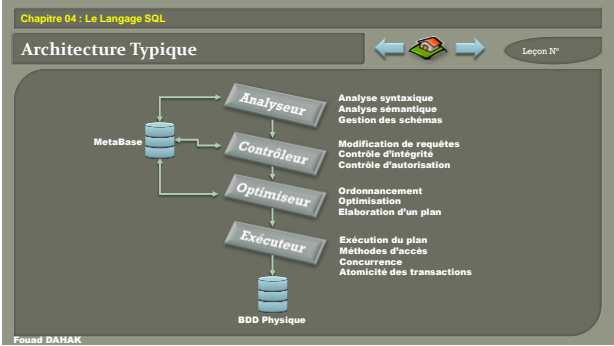 Chapitre 04 : Le Langage SQL
Architecture Typique
Leçon N°
Analyseur
Analyse syntaxique
Analyse sémantique
Gestion des schémas
MetaBase
Contrôleur
Modification de requêtes
Contrôle d'intégrité
Contrôle d'autorisation
Optimiseur
Ordonnancement
Optimisation
Elaboration d'un plan
Exécuteur
Exécution du plan
Méthodes d'accès
Concurrence
Atomicité des transactions
BDD Physique
Fouad DAHAK